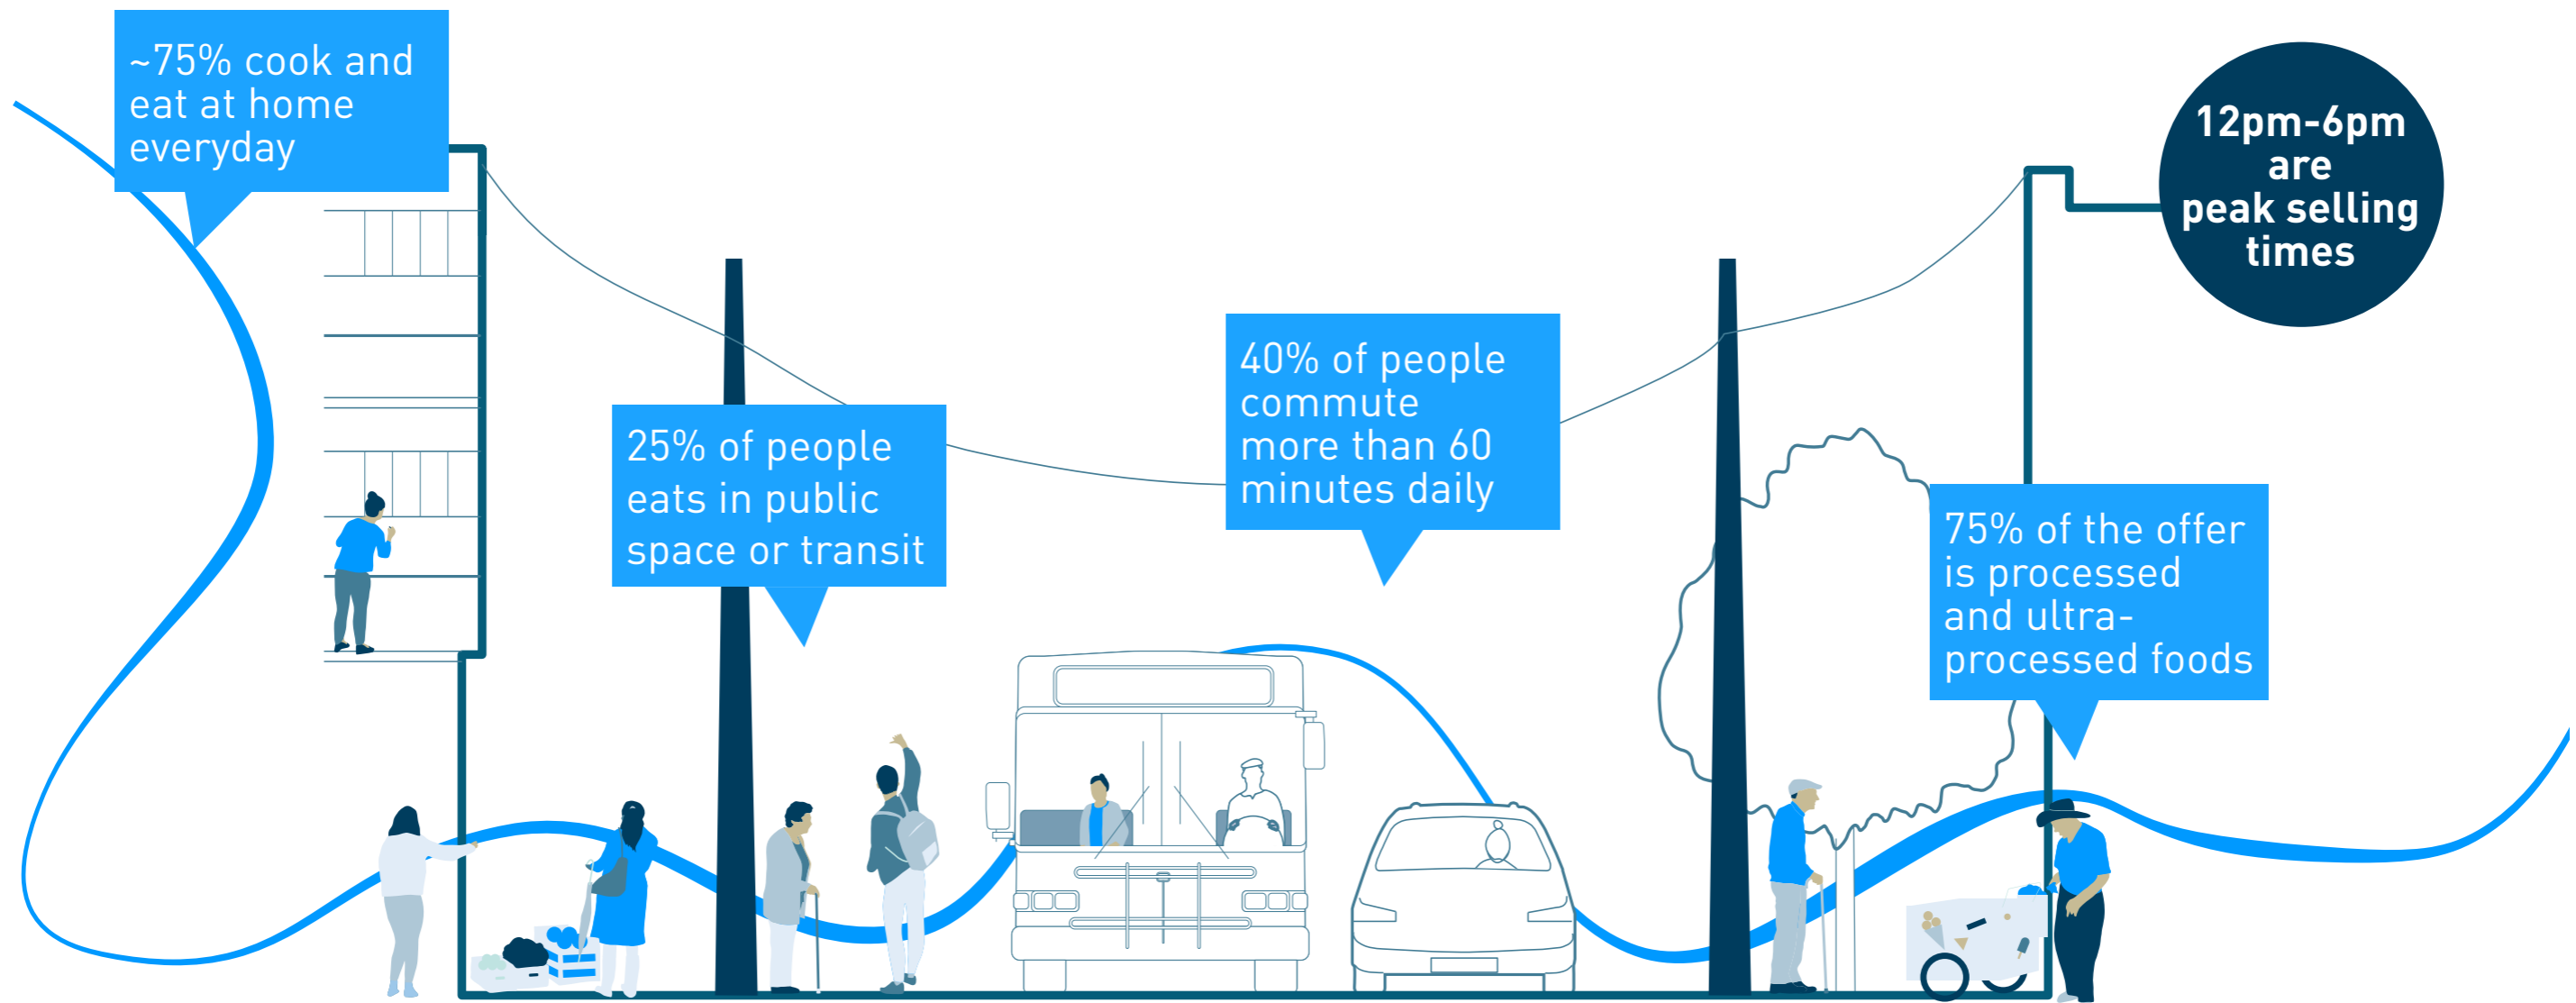 ~75% cook and
eat at home
everyday
12pm-6pm
are
peak selling
times
40% of people
commute
more than 60
minutes daily
25% of people
eats in public
space or transit
75% of the offer
is processed
and ultra-
processed foods